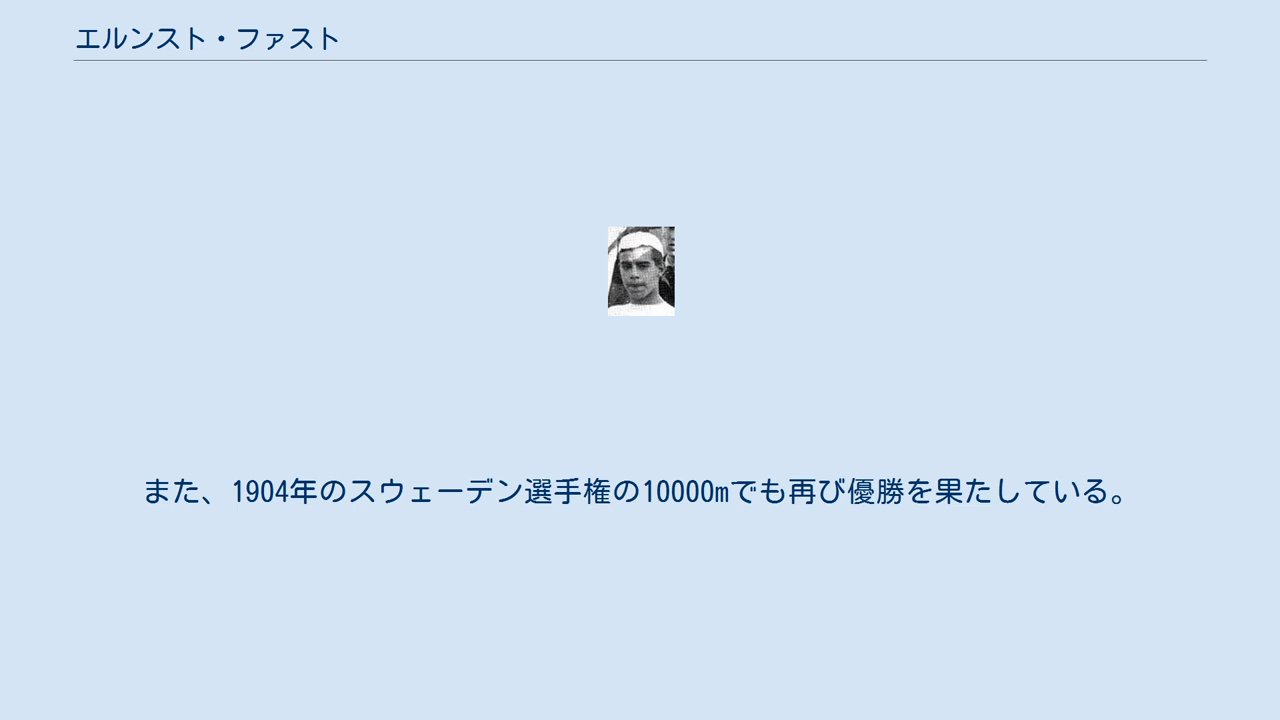 エルンスト・ファスト
また、1904年のスウェーデン選手権の10000mでも再び優勝を果たしている。